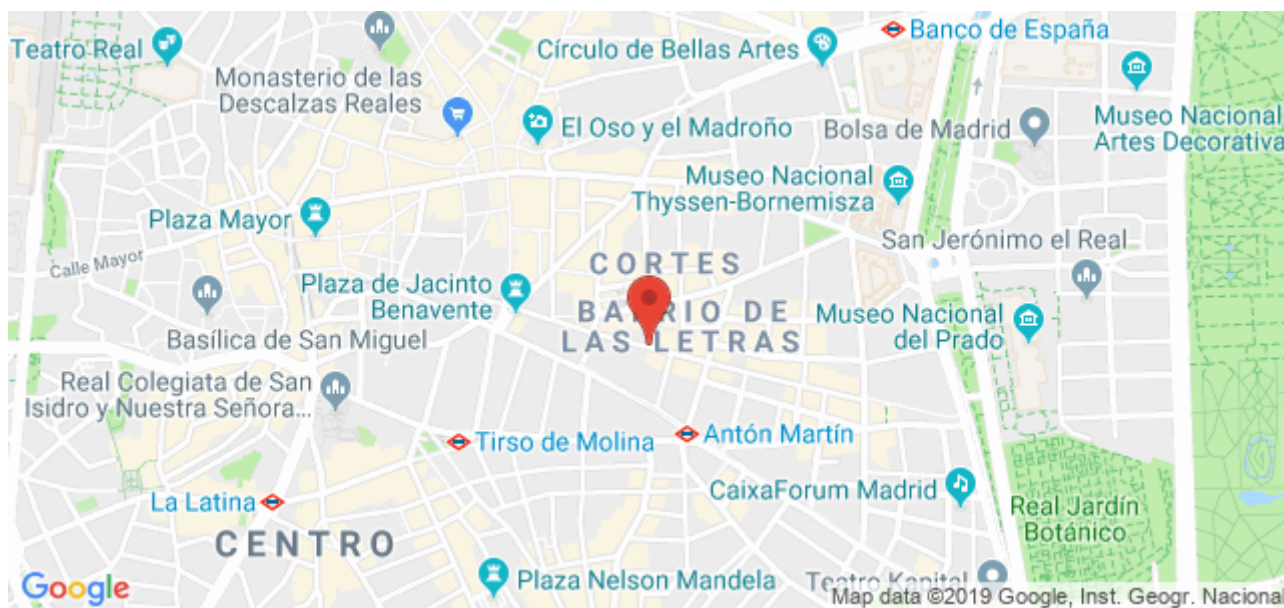 Banco de España
Teatro Real
Círculo de Bellas Artes
Monasterio de las
Descalzas Reales
El Oso y el Madroño
Bolsa de Madrid
Museo Nacional
Artes Decorativa
Museo Nacional
Thyssen-Bornemisza
Plaza Mayor
San Jerónimo el Real
Calle Mayor
CORTES
Plaza de Jacinto
Benavente
BARRIO DE
LAS LETRAS
Museo Nacional
del Prado
Basílica de San Miguel
Real Colegiata de San
Isidro y Nuestra Señora...
Tirso de Molina
Antón Martín
La Latina
CaixaForum Madrid
Real Jardín
Botánico
CENTRO
Plaza Nelson Mandela
Teatro Kapital
Google
Map data ©2019 Google, Inst. Geogr. Naciona